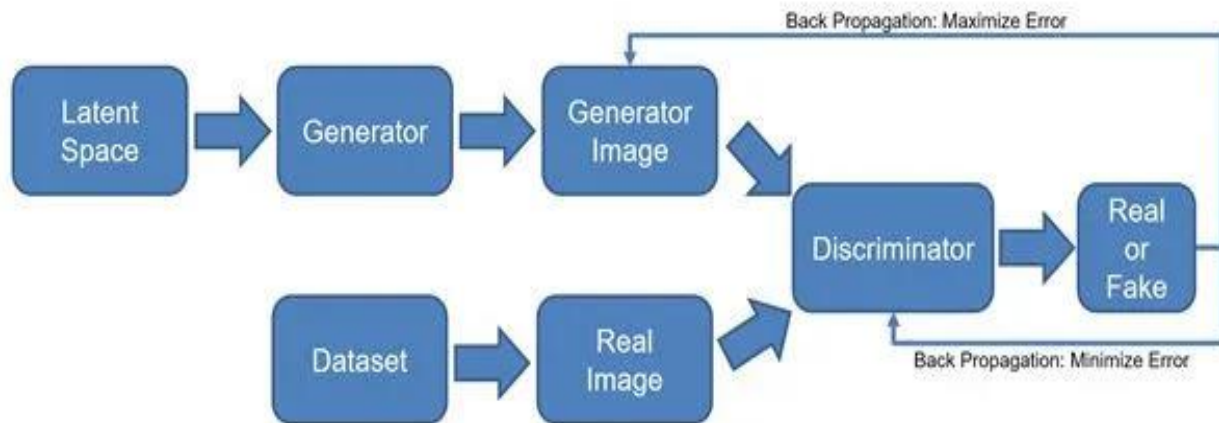 Back Propagation: Maximize Error
Latent
Space
Generator
Generator
Image
Discriminator
Real
or
Fake
Dataset
Real
Image
Back Propagation: Minimize Error